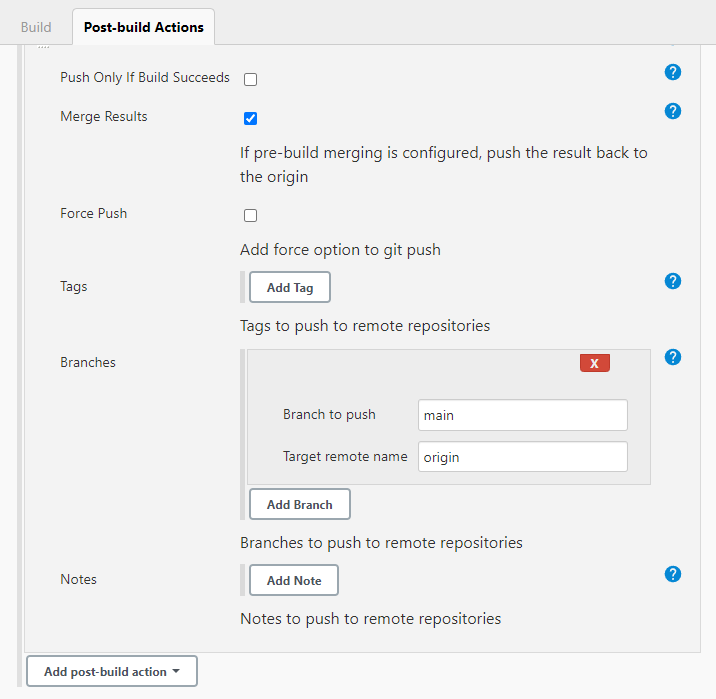 Build
Post-build Actions
Push Only If Build Succeeds
?
Merge Results
?
If pre-build merging is configured, push the result back to
the origin
Force Push
Add force option to git push
Tags
Add Tag
?
Tags to push to remote repositories
Branches
?
X
Branch to push
main
Target remote name
origin
Add Branch
Branches to push to remote repositories
Notes
Add Note
?
Notes to push to remote repositories
Add post-build action